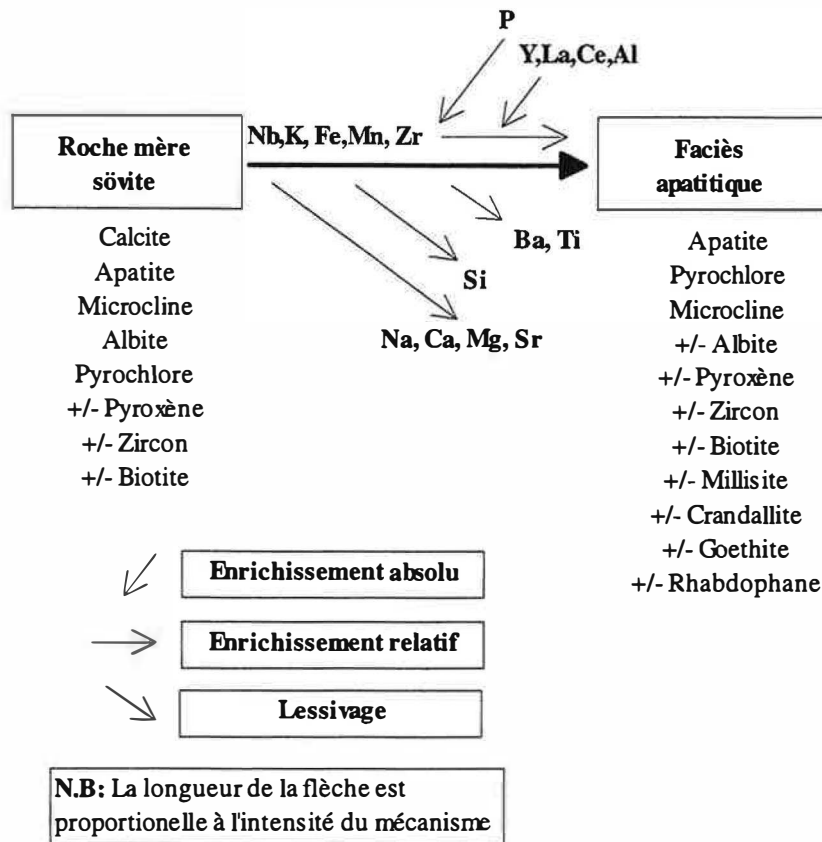 P
Y,La,Ce,Al
Roche mère
sövite
Nb,K, Fe,Mn, Zr
Faciès
apatitique
Ba, Ti
Si
Na, Ca, Mg, Sr
Calcite
Apatite
Microcline
Albite
Pyrochlore
+/- Pyroxène
+/- Zircon
+/- Biotite
Apatite
Pyrochlore
Microcline
+/- Albite
+/- Pyroxène
+/- Zircon
+/- Biotite
+/- Millisite
+/- Crandallite
+/- Goethite
+/- Rhabdophane
Enrichissement absolu
Enrichissement relatif
Lessivage
N.B: La longueur de la flèche est
proportionelle à l'intensité du mécanisme